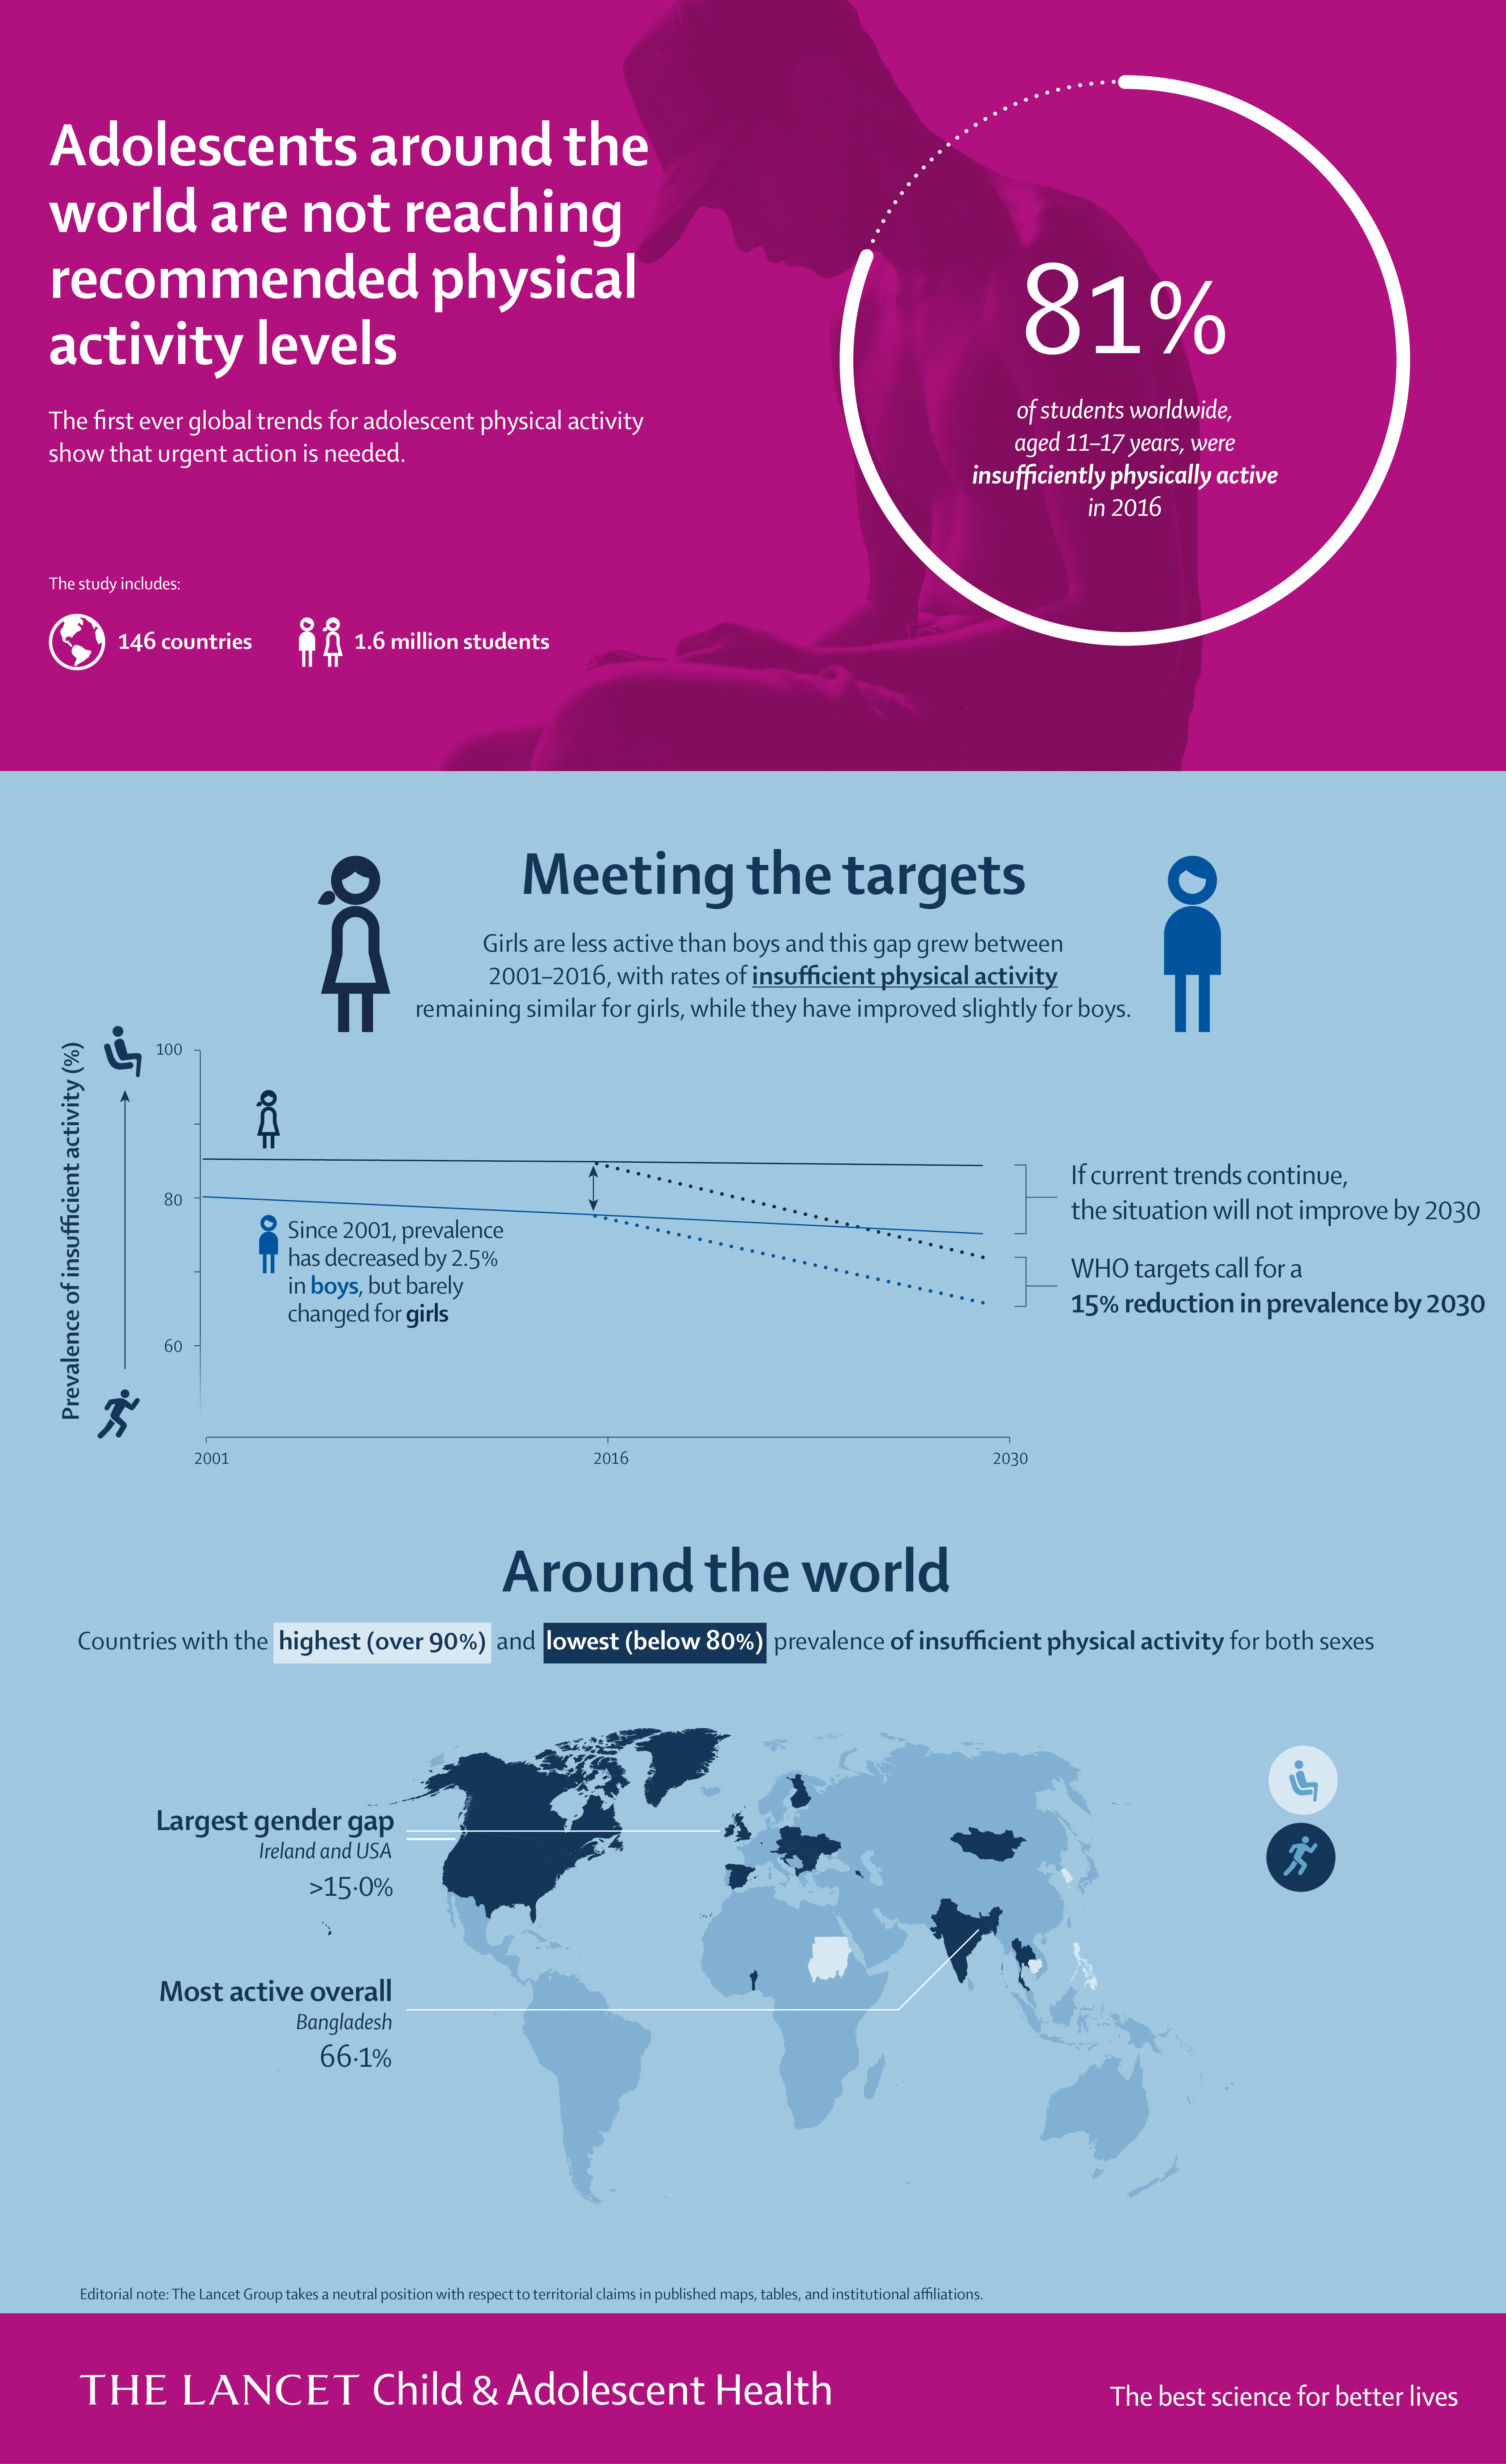 Adolescents around the
world are not reaching
recommended physical
activity levels
The first ever global trends for adolescent physical activity
show that urgent action is needed.
The study includes:
146 countries
1.6 million students
81%
of students worldwide,
aged 11–17 years, were
insufficiently physically active
in 2016
Meeting the targets
Girls are less active than boys and this gap grew between
2001–2016, with rates of insufficient physical activity
remaining similar for girls, while they have improved slightly for boys.
Prevalence of insufficient activity (%)
100
80
60
Since 2001, prevalence
has decreased by 2.5%
in boys, but barely
changed for girls
If current trends continue,
the situation will not improve by 2030
WHO targets call for a
15% reduction in prevalence by 2030
2001
2016
2030
Around the world
Countries with the highest (over 90%) and lowest (below 80%) prevalence of insufficient physical activity for both sexes
Largest gender gap
Ireland and USA
>15·0%
Most active overall
Bangladesh
66·1%
Editorial note: The Lancet Group takes a neutral position with respect to territorial claims in published maps, tables, and institutional affiliations.
THE LANCET Child & Adolescent Health
The best science for better lives